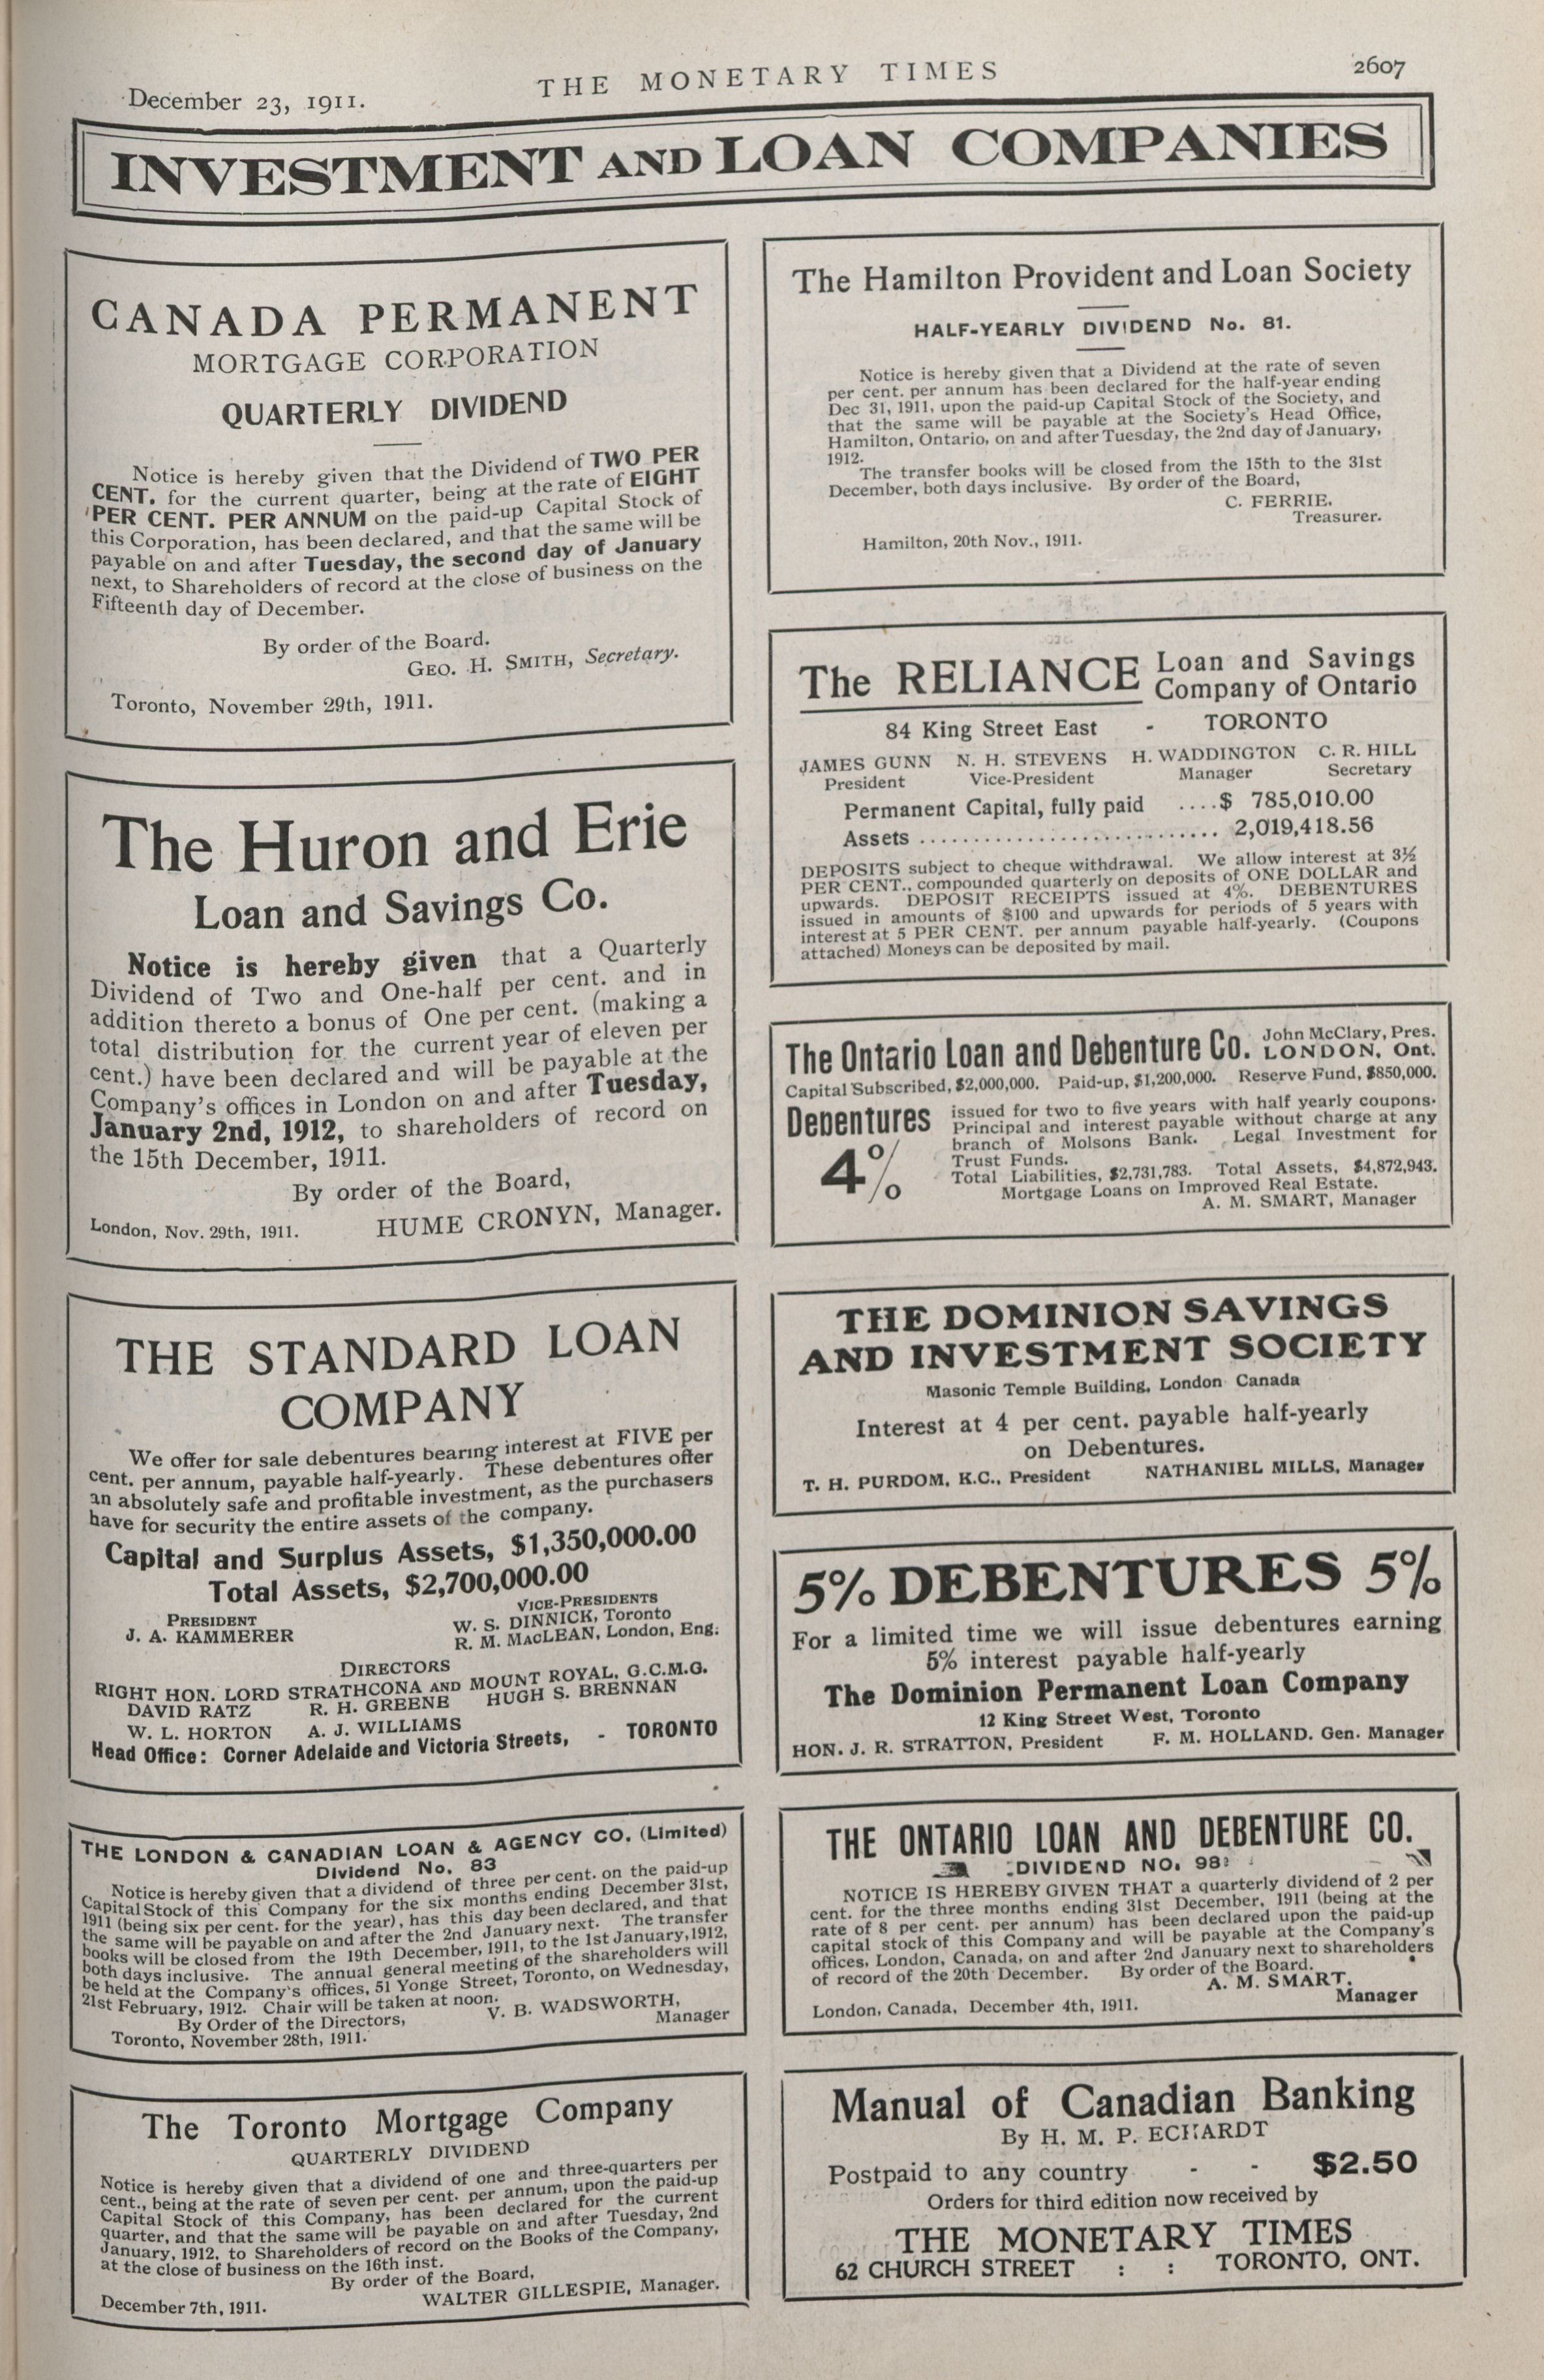 December 23, 1911.
THE MONETARY TIMES
2607
INVESTMENT AND LOAN COMPANIES
CANADA PERMANENT
MORTGAGE CORPORATION
QUARTERLY DIVIDEND
Notice is hereby given that the Dividend of TWO PER
CENT. for the current quarter, being at the rate of EIGHT
PER CENT. PER ANNUM on the paid-up Capital Stock of
this Corporation, has been declared, and that the same will be
payable on and after Tuesday, the second day of January
next, to Shareholders of record at the close of business on the
Fifteenth day of December.
By order of the Board.
GEO. H. SMITH, Secretary.
Toronto, November 29th, 1911.
The Huron and Erie
Loan and Savings Co.
Notice is hereby given that a Quarterly
Dividend of Two and One-half per cent. and in
addition thereto a bonus of One per cent. (making a
total distribution for the current year of eleven per
cent.) have been declared and will be payable at the
Company's offices in London on and after Tuesday,
January 2nd, 1912, to shareholders of record on
the 15th December, 1911.
By order of the Board,
London, Nov. 29th, 1911. HUME CRONYN, Manager.
THE STANDARD LOAN
COMPANY
We offer for sale debentures bearing interest at FIVE per
cent. per annum, payable half-yearly. These debentures offer
an absolutely safe and profitable investment, as the purchasers
have for security the entire assets of the company.
Capital and Surplus Assets, $1,350,000.00
Total Assets, $2,700,000.00
PRESIDENT
J. A. KAMMERER
VICE-PRESIDENTS
W. S. DINNICK, Toronto
R. M. MACLEAN, London, Eng.
DIRECTORS
RIGHT HON. LORD STRATHCONA AND MOUNT ROYAL, G.C.M.G.
DAVID RATZ R. H. GREENE HUGH S. BRENNAN
W. L. HORTON A. J. WILLIAMS
Head Office: Corner Adelaide and Victoria Streets, - TORONTO
THE LONDON & CANADIAN LOAN & AGENCY CO. (Limited)
Dividend No. 83
Notice is hereby given that a dividend of three per cent. on the paid-up
Capital Stock of this Company for the six months ending December 31st,
1911 (being six per cent. for the year), has this day been declared, and that
the same will be payable on and after the 2nd January next. The transfer
books will be closed from the 19th December, 1911, to the 1st January, 1912,
both days inclusive. The annual general meeting of the shareholders will
be held at the Company's offices, 51 Yonge Street, Toronto, on Wednesday,
21st February, 1912. Chair will be taken at noon.
By Order of the Directors, V. B. WADSWORTH,
Manager
Toronto, November 28th, 1911.
The Toronto Mortgage Company
QUARTERLY DIVIDEND
Notice is hereby given that a dividend of one and three-quarters per
cent., being at the rate of seven per cent. per annum, upon the paid-up
Capital Stock of this Company, has been declared for the current
quarter, and that the same will be payable on and after Tuesday, 2nd
January, 1912, to Shareholders of record on the Books of the Company,
at the close of business on the 16th inst.
By order of the Board,
December 7th, 1911. WALTER GILLESPIE, Manager.
The Hamilton Provident and Loan Society
HALF-YEARLY DIVIDEND No. 81.
Notice is hereby given that a Dividend at the rate of seven
per cent. per annum has been declared for the half-year ending
Dec 31, 1911, upon the paid-up Capital Stock of the Society, and
that the same will be payable at the Society's Head Office,
Hamilton, Ontario, on and after Tuesday, the 2nd day of January,
1912.
The transfer books will be closed from the 15th to the 31st
December, both days inclusive. By order of the Board,
C. FERRIE.
Treasurer.
Hamilton, 20th Nov., 1911.
The RELIANCE Loan and Savings
Company of Ontario
84 King Street East - TORONTO
JAMES GUNN N. H. STEVENS H. WADDINGTON C. R. HILL
President Vice-President Manager Secretary
Permanent Capital, fully paid ....$ 785,010.00
Assets ............................ 2,019,418.56
DEPOSITS subject to cheque withdrawal. We allow interest at 3½
PER CENT., compounded quarterly on deposits of ONE DOLLAR and
upwards. DEPOSIT RECEIPTS issued at 4%. DEBENTURES
issued in amounts of $100 and upwards for periods of 5 years with
interest at 5 PER CENT. per annum payable half-yearly. (Coupons
attached) Moneys can be deposited by mail.
The Ontario Loan and Debenture Co. John McClary, Pres.
LONDON, Ont.
Capital Subscribed, $2,000,000. Paid-up, $1,200,000. Reserve Fund, $850,000.
Debentures
4%
issued for two to five years with half yearly coupons.
Principal and interest payable without charge at any
branch of Molsons Bank. Legal Investment for
Trust Funds.
Total Liabilities, $2,731,783. Total Assets, $4,872,943.
Mortgage Loans on Improved Real Estate.
A. M. SMART, Manager
THE DOMINION SAVINGS
AND INVESTMENT SOCIETY
Masonic Temple Building, London Canada
Interest at 4 per cent. payable half-yearly
on Debentures.
T. H. PURDOM, K.C., President NATHANIEL MILLS, Manager
5% DEBENTURES 5%
For a limited time we will issue debentures earning
5% interest payable half-yearly
The Dominion Permanent Loan Company
12 King Street West, Toronto
HON. J. R. STRATTON, President F. M. HOLLAND. Gen. Manager
THE ONTARIO LOAN AND DEBENTURE CO.
DIVIDEND NO. 98
NOTICE IS HEREBY GIVEN THAT a quarterly dividend of 2 per
cent. for the three months ending 31st December, 1911 (being at the
rate of 8 per cent. per annum) has been declared upon the paid-up
capital stock of this Company and will be payable at the Company's
offices, London, Canada, on and after 2nd January next to shareholders
of record of the 20th December. By order of the Board.
A. M. SMART.
Manager
London, Canada, December 4th, 1911.
Manual of Canadian Banking
By H. M. P. ECKARDT
Postpaid to any country - - $2.50
Orders for third edition now received by
THE MONETARY TIMES
62 CHURCH STREET : : TORONTO, ONT.